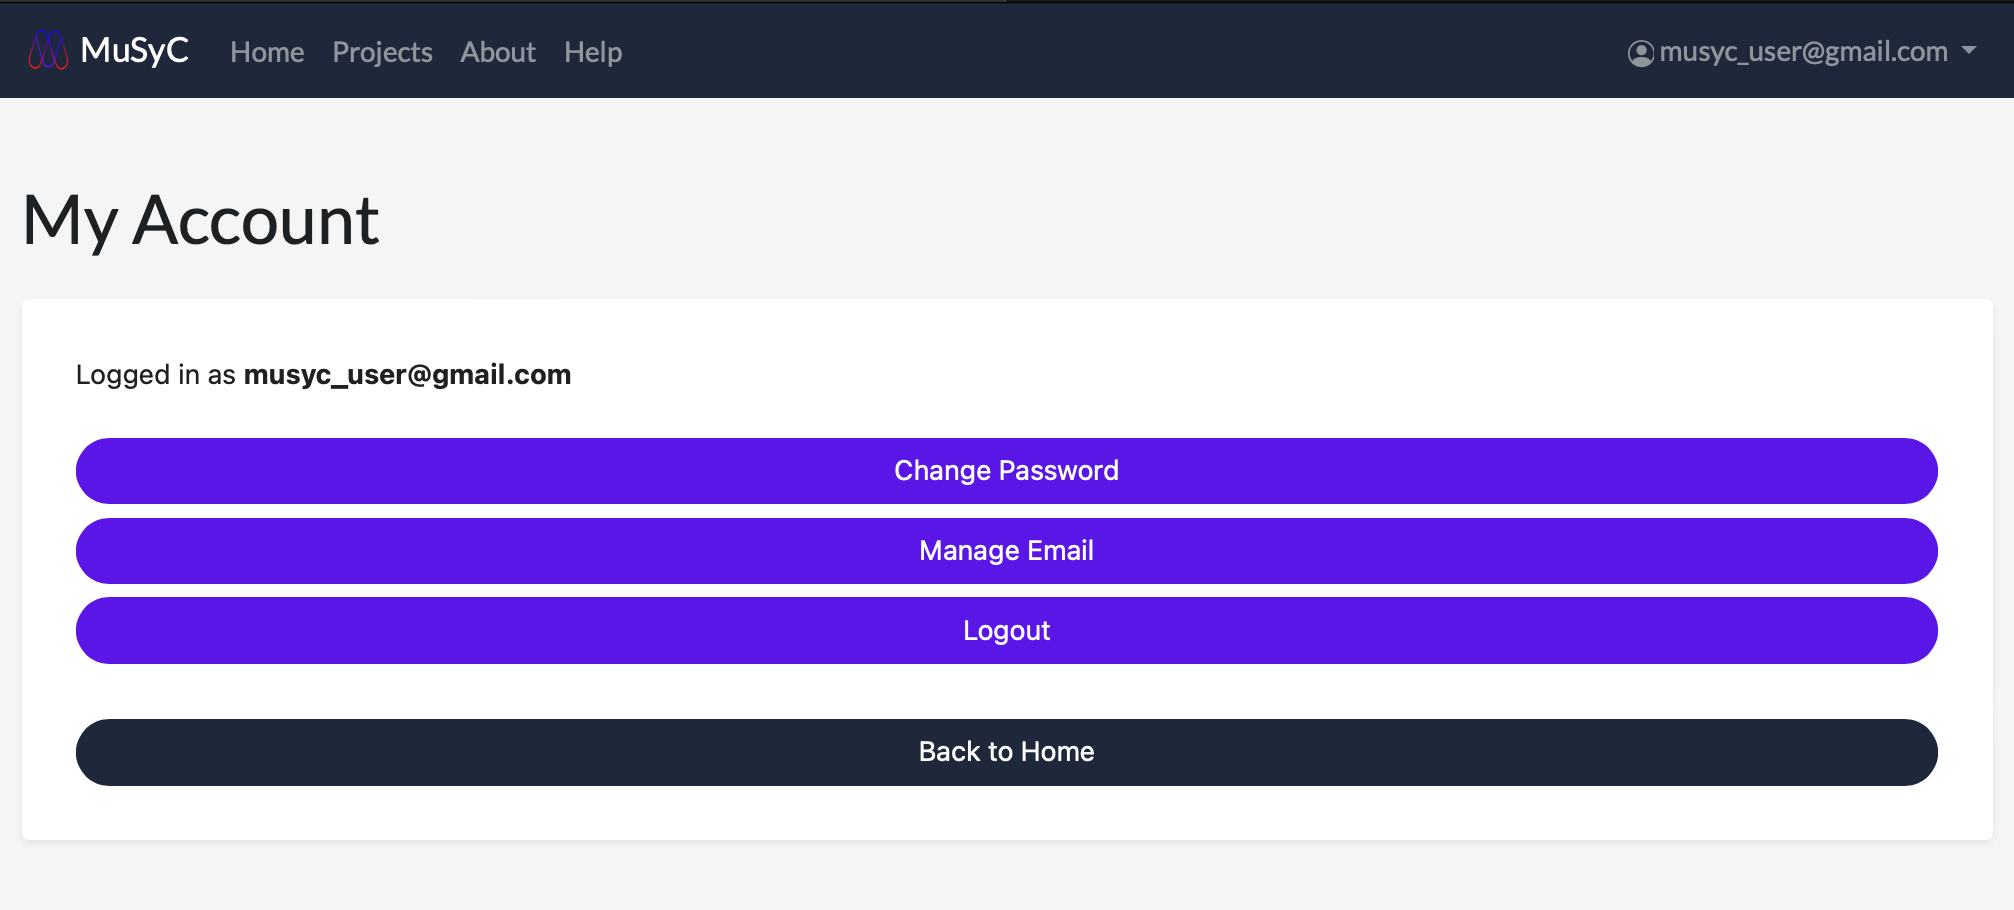 MuSyC Home Projects About Help musyc_user@gmail.com
My Account
Logged in as musyc_user@gmail.com
Change Password
Manage Email
Logout
Back to Home